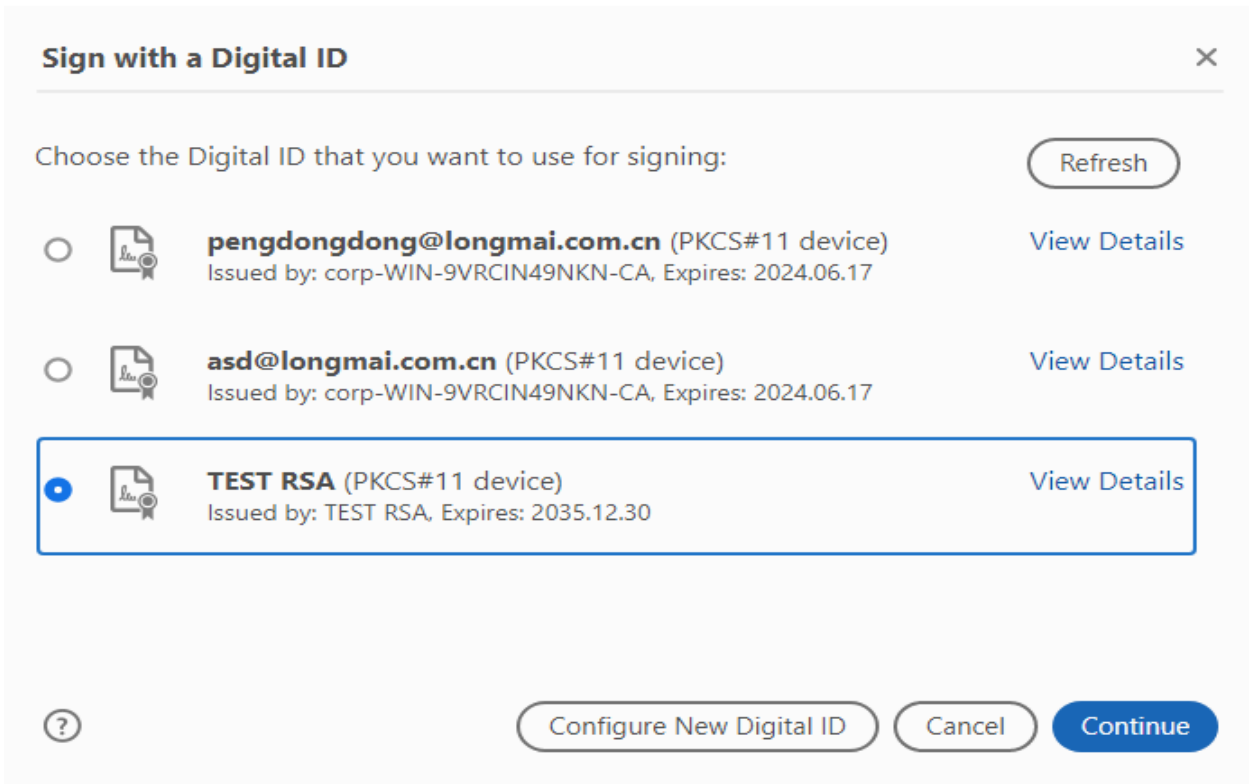 Sign with a Digital ID
Choose the Digital ID that you want to use for signing:
Refresh
pengdongdong@longmai.com.cn (PKCS#11 device)
View Details
Issued by: corp-WIN-9VRCIN49NKN-CA, Expires: 2024.06.17
asd@longmai.com.cn (PKCS#11 device)
View Details
Issued by: corp-WIN-9VRCIN49NKN-CA, Expires: 2024.06.17
TEST RSA (PKCS#11 device)
View Details
Issued by: TEST RSA, Expires: 2035.12.30
?
Configure New Digital ID
Cancel
Continue